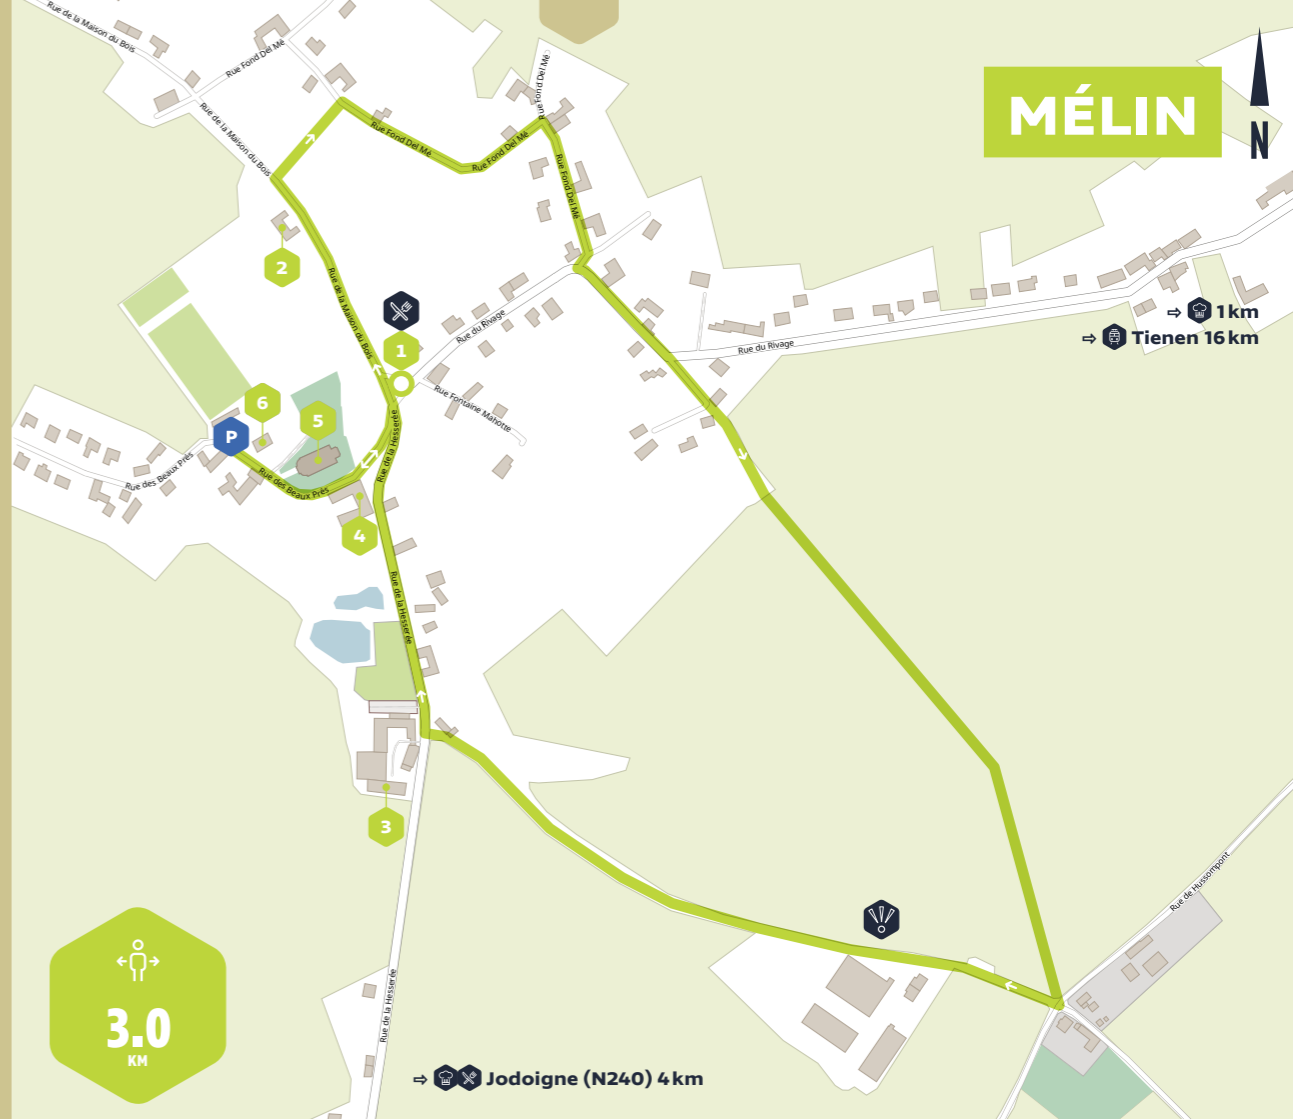 Rue de la Maison du Bois
Rue Fond Del Mé
Rue Fond Del Mé
MÉLIN
N
Rue de la Maison du Bois
Rue Fond Del Mé
Rue Fond Del Mé
Rue Fond Del Mé
2
Rue de la Maison du Bois
1
Rue du Rivage
Rue du Rivage
⇨ 1 km
⇨ Tienen 16 km
Rue Fontaine Mahotte
6
5
P
Rue de la Hesserée
Rue des Beaux Prés
Rue des Beaux Prés
4
Rue de la Hesserée
3
Rue de Hussompont
3.0
KM
Rue de la Hesserée
⇨ Jodoigne (N240) 4 km